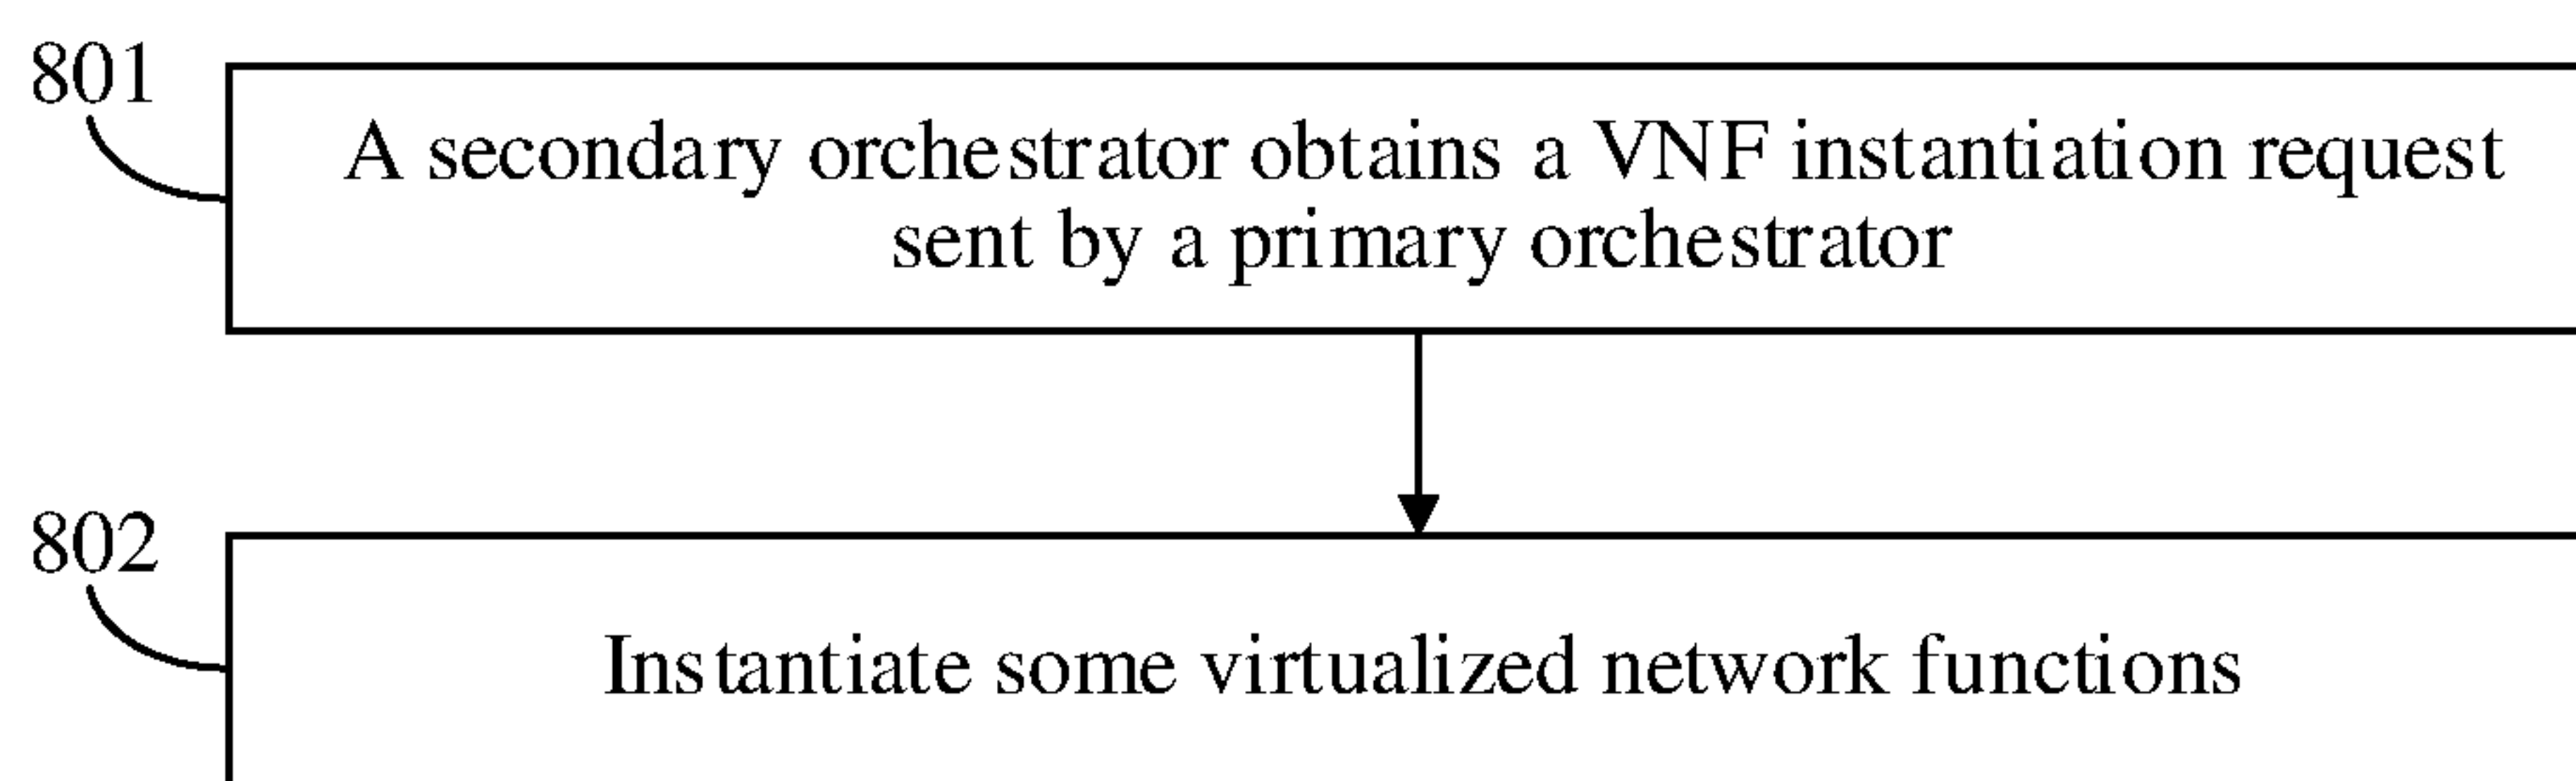 801
A secondary orchestrator obtains a VNF instantiation request
sent by a primary orchestrator
802
Instantiate some virtualized network functions